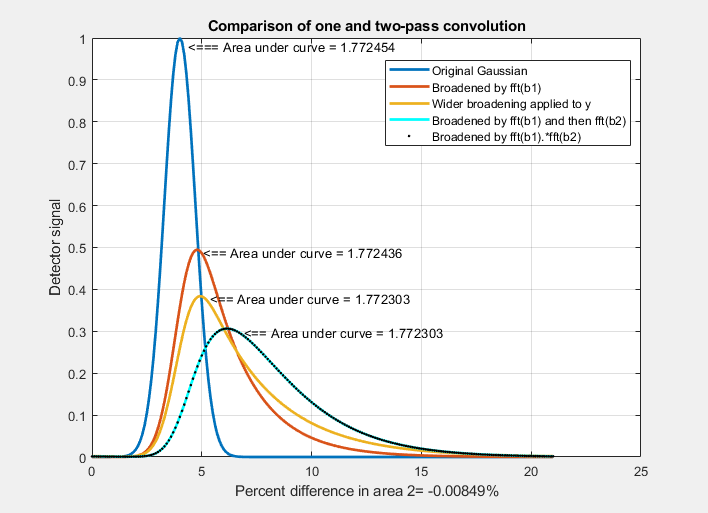 Comparison of one and two-pass convolution
1
0.9
0.8
0.7
0.6
0.5
0.4
0.3
0.2
0.1
0
Detector signal
<=== Area under curve = 1.772454
Original Gaussian
Broadened by fft(b1)
Wider broadening applied to y
Broadened by fft(b1) and then fft(b2)
Broadened by fft(b1).*fft(b2)
<== Area under curve = 1.772436
<== Area under curve = 1.772303
<== Area under curve = 1.772303
0 5 10 15 20 25
Percent difference in area 2= -0.00849%